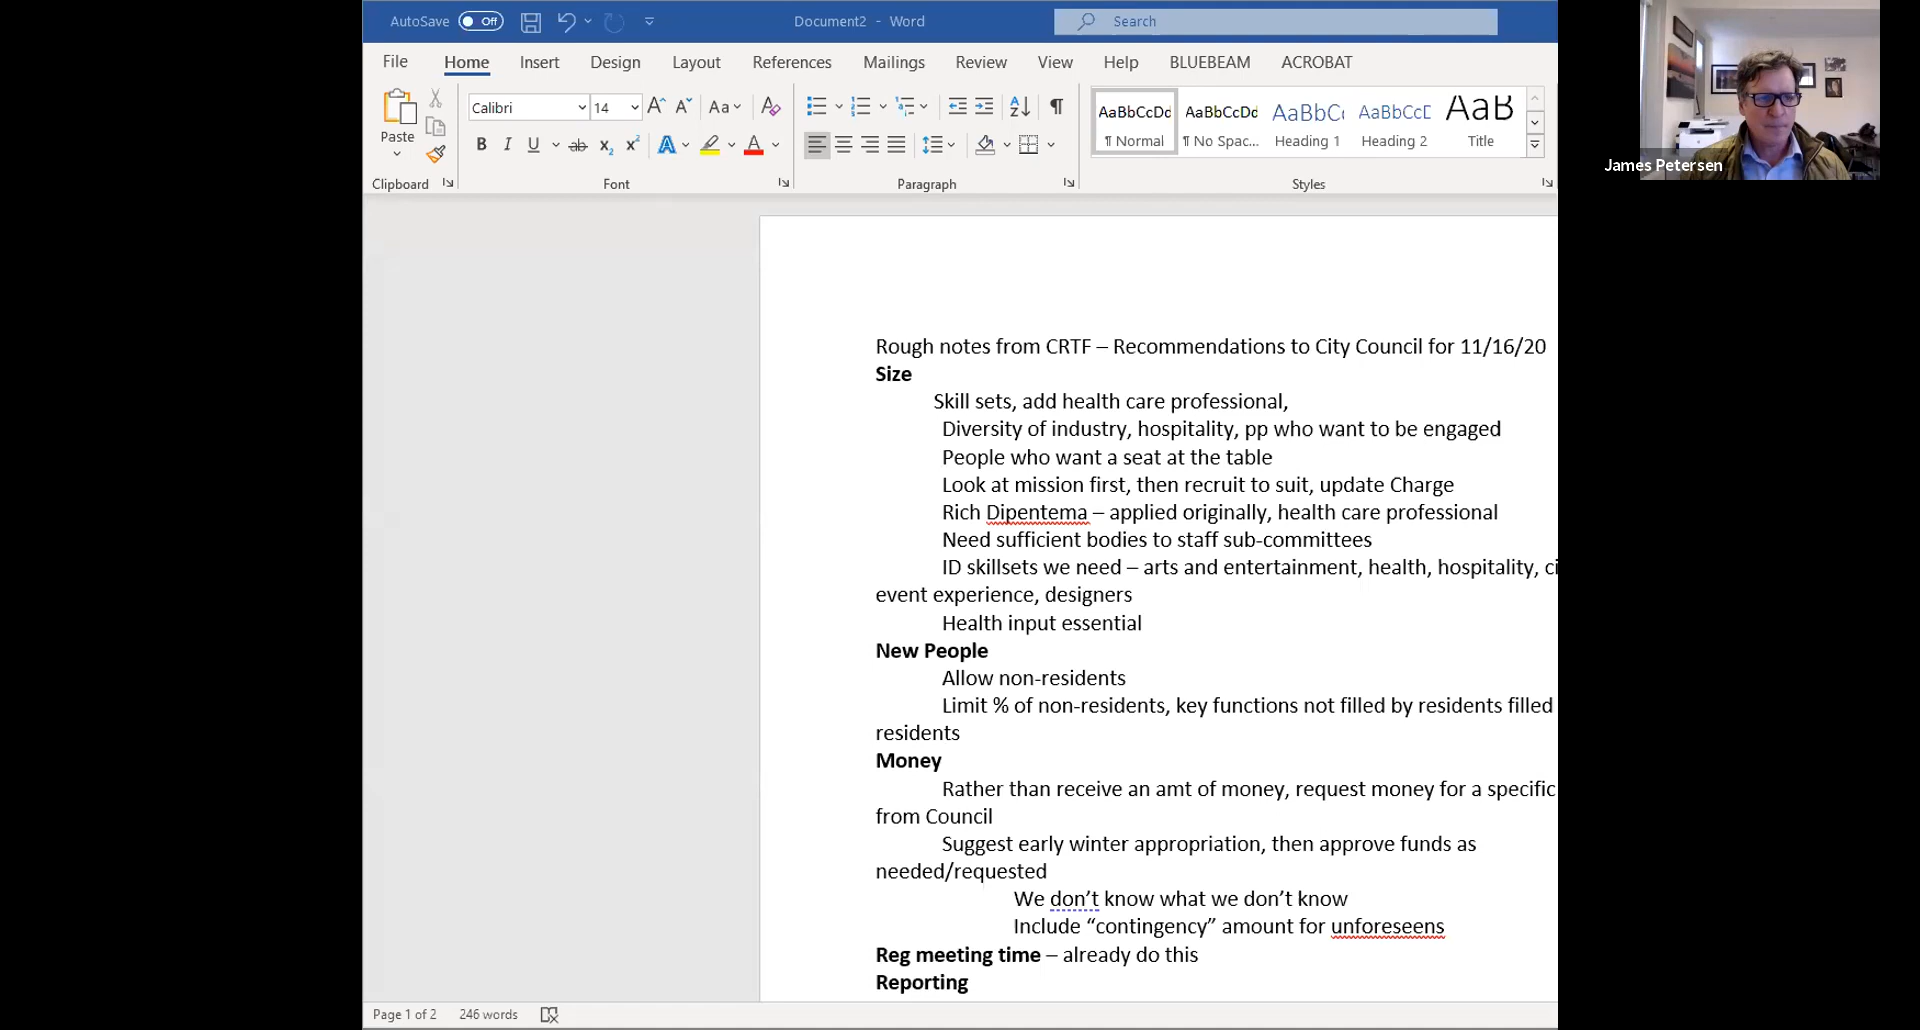 AutoSave Off Document2 - Word Search
File Home Insert Design Layout References Mailings Review View Help BLUEBEAM ACROBAT
Paste
Clipboard
Calibri 14 Aa
B I U ab x2 x2 A A
Font
Paragraph
AaBbCcDd AaBbCcDd AaBbC AaBbCcD AaB
¶ Normal ¶ No Spac... Heading 1 Heading 2 Title
Styles
James Petersen
Rough notes from CRTF – Recommendations to City Council for 11/16/20
Size
Skill sets, add health care professional,
Diversity of industry, hospitality, pp who want to be engaged
People who want a seat at the table
Look at mission first, then recruit to suit, update Charge
Rich Dipentema – applied originally, health care professional
Need sufficient bodies to staff sub-committees
ID skillsets we need – arts and entertainment, health, hospitality, ci
event experience, designers
Health input essential
New People
Allow non-residents
Limit % of non-residents, key functions not filled by residents filled
residents
Money
Rather than receive an amt of money, request money for a specific
from Council
Suggest early winter appropriation, then approve funds as
needed/requested
We don’t know what we don’t know
Include “contingency” amount for unforeseens
Reg meeting time – already do this
Reporting
Page 1 of 2 246 words